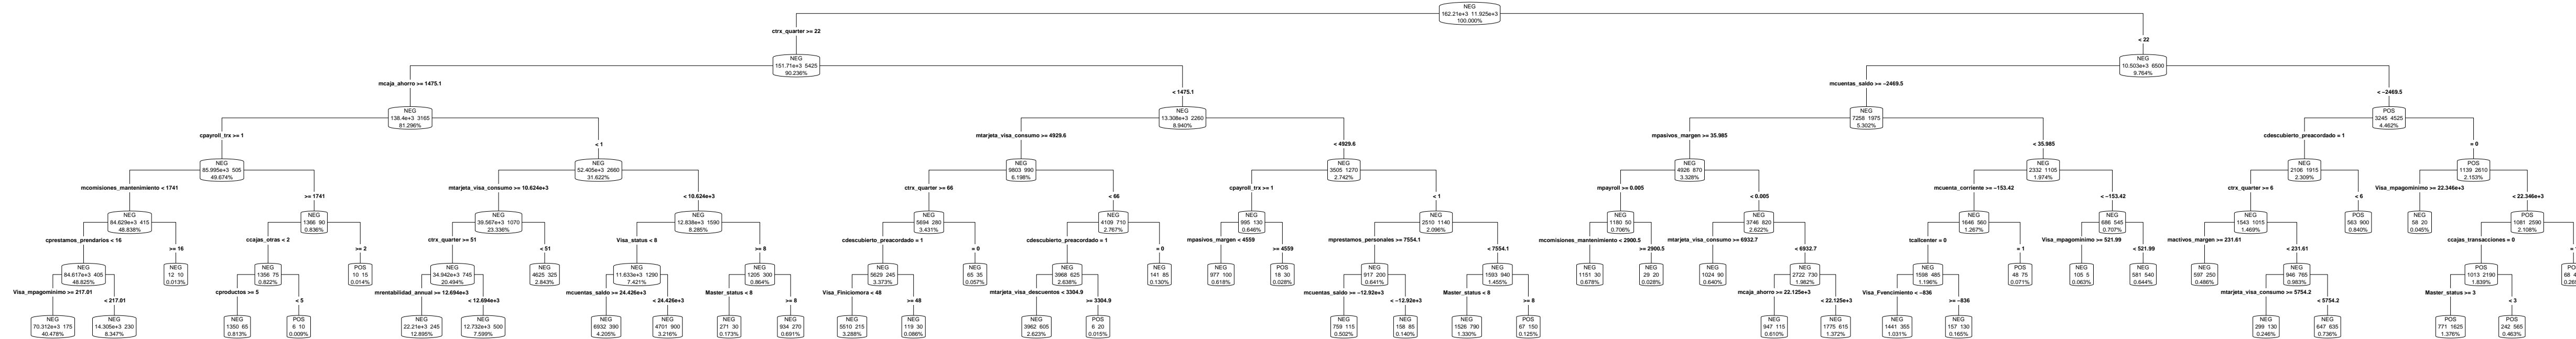 NEG
162.21e+3 11.925e+3
100.000%
ctrx_quarter >= 22
< 22
NEG
151.71e+3 5425
90.236%
NEG
10.503e+3 6500
9.764%
mcaja_ahorro >= 1475.1
< 1475.1
mcuentas_saldo >= −2469.5
< −2469.5
NEG
138.4e+3 3165
81.296%
NEG
13.308e+3 2260
8.940%
NEG
7258 1975
5.302%
POS
3245 4525
4.462%
cpayroll_trx >= 1
< 1
mtarjeta_visa_consumo >= 4929.6
< 4929.6
mpasivos_margen >= 35.985
< 35.985
cdescubierto_preacordado = 1
= 0
NEG
85.995e+3 505
49.674%
NEG
52.405e+3 2660
31.622%
NEG
9803 990
6.198%
NEG
3505 1270
2.742%
NEG
4926 870
3.328%
NEG
2332 1105
1.974%
NEG
2106 1915
2.309%
POS
1139 2610
2.153%
mcomisiones_mantenimiento < 1741
>= 1741
mtarjeta_visa_consumo >= 10.624e+3
< 10.624e+3
ctrx_quarter >= 66
< 66
cpayroll_trx >= 1
< 1
mpayroll >= 0.005
< 0.005
mcuenta_corriente >= −153.42
< −153.42
ctrx_quarter >= 6
< 6
Visa_mpagominimo >= 22.346e+3
< 22.346e+3
NEG
84.629e+3 415
48.838%
NEG
1366 90
0.836%
NEG
39.567e+3 1070
23.336%
NEG
12.838e+3 1590
8.285%
NEG
5694 260
3.431%
NEG
4109 710
2.767%
NEG
995 130
0.646%
NEG
2510 1140
2.096%
NEG
1180 50
0.706%
NEG
3746 820
2.622%
NEG
1646 560
1.267%
NEG
686 545
0.707%
NEG
1543 1015
1.469%
NEG
563 900
0.840%
NEG
58 20
0.045%
POS
1081 2590
2.108%
cprestamos_prendarios < 16
>= 16
ccajas_otras < 2
>= 2
ctrx_quarter >= 51
< 51
Visa_status < 8
>= 8
cdescubierto_preacordado = 1
= 0
cdescubierto_preacordado = 1
= 0
mpasivos_margen < 4559
>= 4559
mprestamos_personales >= 7554.1
< 7554.1
mcomisiones_mantenimiento < 2900.5
>= 2900.5
mtarjeta_visa_consumo >= 6932.7
< 6932.7
tcallcenter = 0
= 1
Visa_mpagominimo >= 521.99
< 521.99
mactivos_margen >= 231.61
< 231.61
ccajas_transacciones = 0
NEG
84.617e+3 405
48.825%
NEG
12 10
0.013%
NEG
1356 75
0.822%
POS
10 15
0.014%
NEG
34.942e+3 745
20.494%
NEG
4625 325
2.843%
NEG
11.633e+3 1290
7.421%
NEG
1205 300
0.864%
NEG
5629 245
3.373%
NEG
65 35
0.057%
NEG
3968 625
2.638%
NEG
141 85
0.130%
NEG
977 100
0.618%
POS
18 30
0.028%
NEG
917 200
0.641%
NEG
1593 940
1.455%
NEG
1151 30
0.678%
NEG
29 20
0.028%
NEG
1024 90
0.640%
NEG
2722 730
1.982%
NEG
1598 485
1.196%
POS
48 75
0.071%
NEG
105 5
0.063%
NEG
581 540
0.644%
NEG
597 250
0.486%
NEG
946 765
0.983%
POS
1013 2190
1.839%
Visa_mpagominimo >= 217.01
< 217.01
cproductos >= 5
< 5
mrentabilidad_annual >= 12.694e+3
< 12.694e+3
mcuentas_saldo >= 24.426e+3
< 24.426e+3
Master_status < 8
>= 8
Visa_Finiciomora < 48
>= 48
mtarjeta_visa_descuentos < 3304.9
>= 3304.9
mcuentas_saldo >= −12.92e+3
< −12.92e+3
Master_status < 8
>= 8
mcaja_ahorro >= 22.125e+3
< 22.125e+3
Visa_Fvencimiento < −836
>= −836
mtarjeta_visa_consumo >= 5754.2
< 5754.2
Master_status >= 3
< 3
NEG
70.312e+3 175
40.478%
NEG
14.305e+3 230
8.347%
NEG
1350 65
0.813%
POS
6 10
0.009%
NEG
22.21e+3 245
12.895%
NEG
12.732e+3 500
7.599%
NEG
6932 390
4.205%
NEG
4701 900
3.216%
NEG
271 30
0.173%
NEG
934 270
0.691%
NEG
5510 215
3.288%
NEG
119 30
0.086%
NEG
3962 605
2.623%
POS
6 20
0.015%
NEG
759 115
0.502%
NEG
158 85
0.140%
NEG
1526 790
1.330%
POS
67 150
0.125%
NEG
947 115
0.610%
NEG
1775 615
1.372%
NEG
1441 355
1.031%
NEG
157 130
0.165%
NEG
299 130
0.246%
NEG
647 635
0.736%
POS
771 1625
1.376%
POS
242 565
0.463%